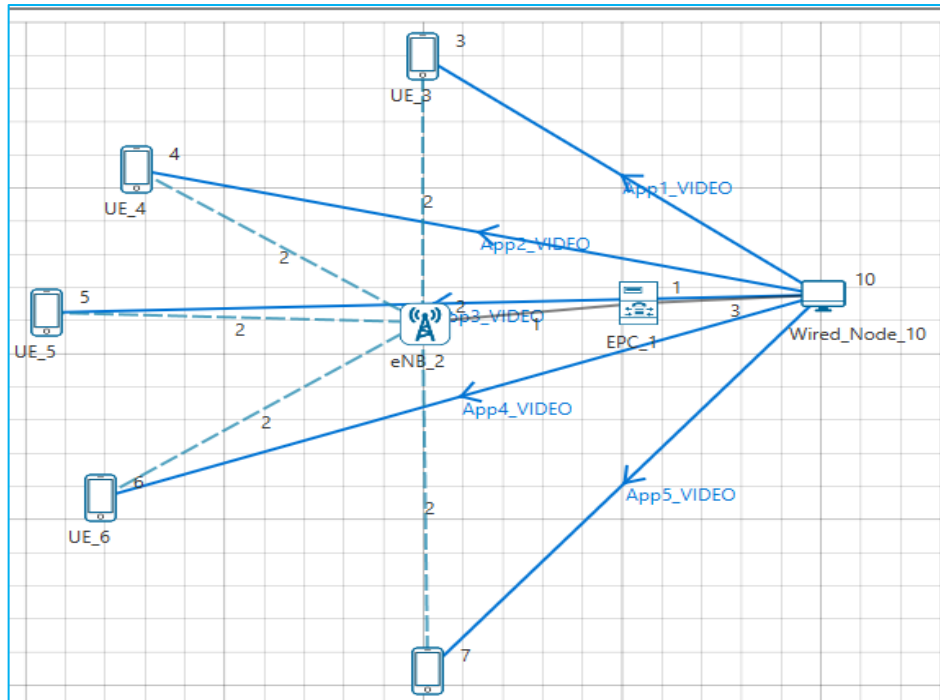 3
UE_3
4
UE_4
2
App1_VIDEO
2
App2_VIDEO
10
5
1
2
App3_VIDEO
1
3
2
UE_5
eNB_2
EPC_1
Wired_Node_10
App4_VIDEO
2
6
UE_6
App5_VIDEO
2
7